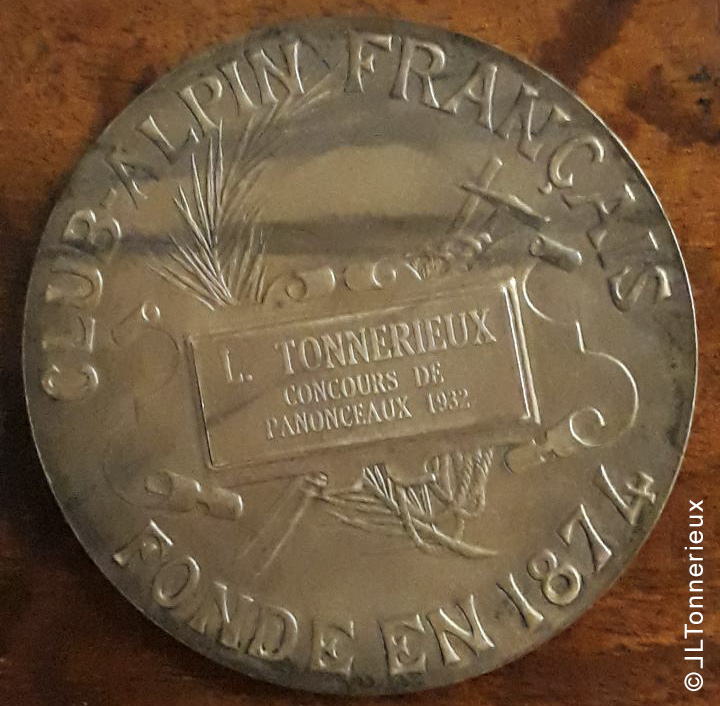 CLUB-ALPIN FRANÇAIS
L. TONNERIEUX
CONCOURS DE
PANONCEAUX 1932
FONDE EN 1874
©JLTonnerieux